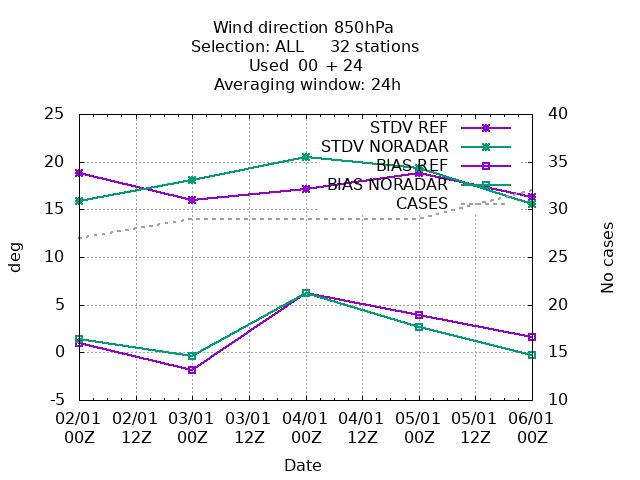 Wind direction 850hPa
Selection: ALL 32 stations
Used 00 + 24
Averaging window: 24h
25 40
STDV REF
STDV NORADAR
20 35
BIAS REF
BIAS NORADAR
15 30
CASES
10 25
5 20
0 15
-5 10
deg
No cases
02/01 02/01 03/01 03/01 04/01 04/01 05/01 05/01 06/01
00Z 12Z 00Z 12Z 00Z 12Z 00Z 12Z 00Z
Date